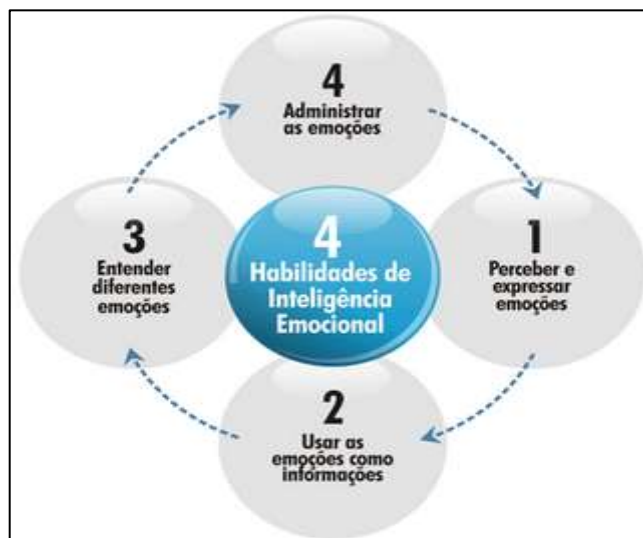 4
Administrar
as emoções
3
Entender
diferentes
emoções
4
Habilidades de
Inteligência
Emocional
1
Perceber e
expressar
emoções
2
Usar as
emoções como
informações